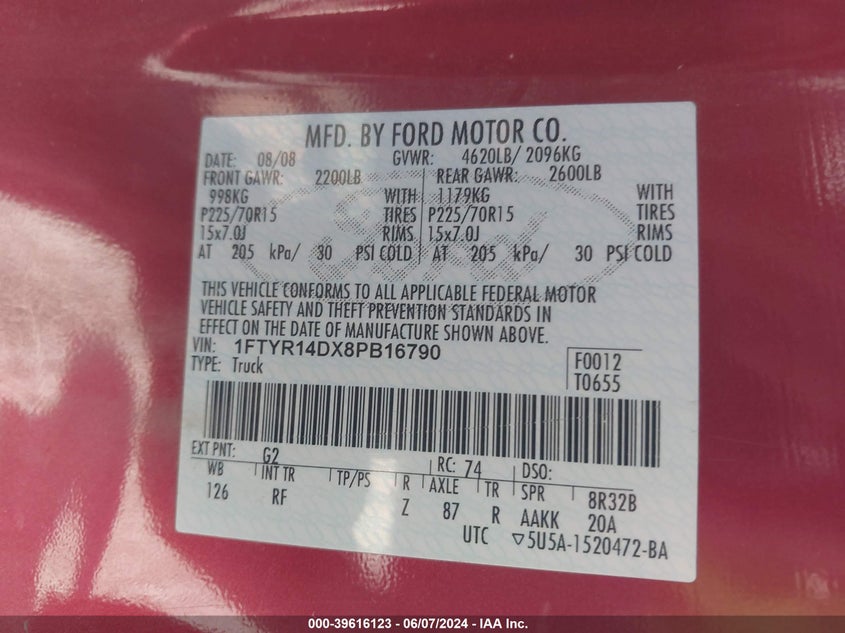 MFD. BY FORD MOTOR CO.
DATE: 08/08 GVWR: 4620LB/ 2096KG
FRONT GAWR: 2200LB REAR GAWR: 2600LB
998KG WITH 1179KG WITH
P225/70R15 TIRES P225/70R15 TIRES
15x7.0J RIMS 15x7.0J RIMS
AT 205 kPa/ 30 PSI COLD AT 205 kPa/ 30 PSI COLD
Ford
THIS VEHICLE CONFORMS TO ALL APPLICABLE FEDERAL MOTOR
VEHICLE SAFETY AND THEFT PREVENTION STANDARDS IN
EFFECT ON THE DATE OF MANUFACTURE SHOWN ABOVE.
VIN: 1FTYR14DX8PB16790 F0012
TYPE: Truck T0655
EXT PNT: G2 RC: 74 DSO:
WB INT TR TP/PS R AXLE TR SPR 8R32B
126 RF Z 87 R AAKK 20A
UTC ▽5U5A-1520472-BA
000-39616123 - 06/07/2024 - IAA Inc.